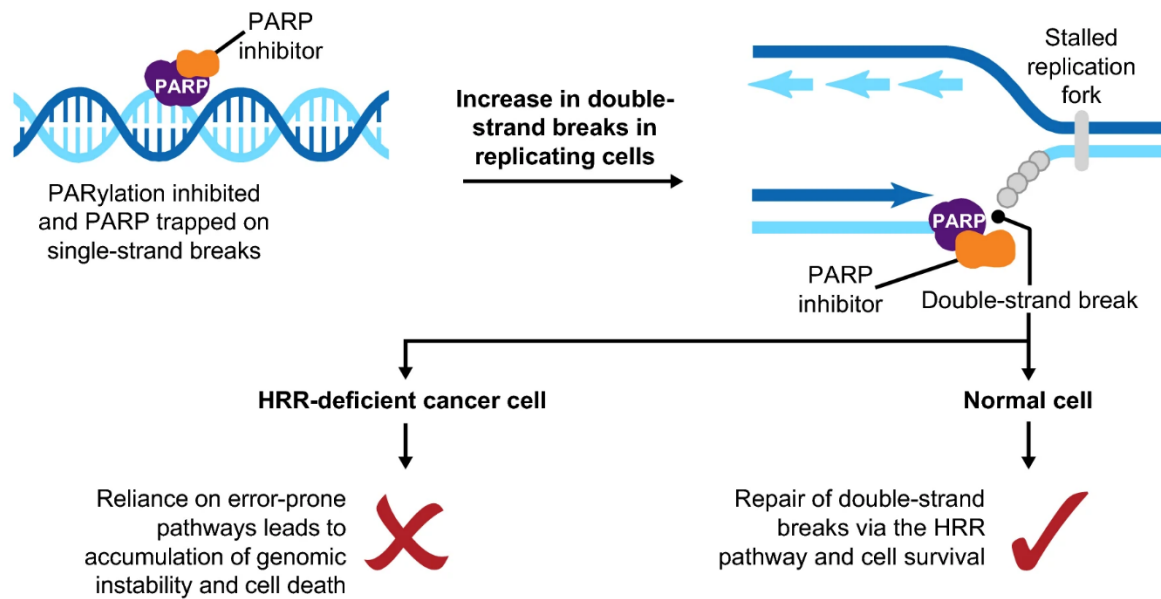 PARP
inhibitor
PARP
PARylation inhibited
and PARP trapped on
single-strand breaks
Increase in double-
strand breaks in
replicating cells
Stalled
replication
fork
PARP
PARP
inhibitor
Double-strand break
HRR-deficient cancer cell
Normal cell
Reliance on error-prone
pathways leads to
accumulation of genomic
instability and cell death
Repair of double-strand
breaks via the HRR
pathway and cell survival